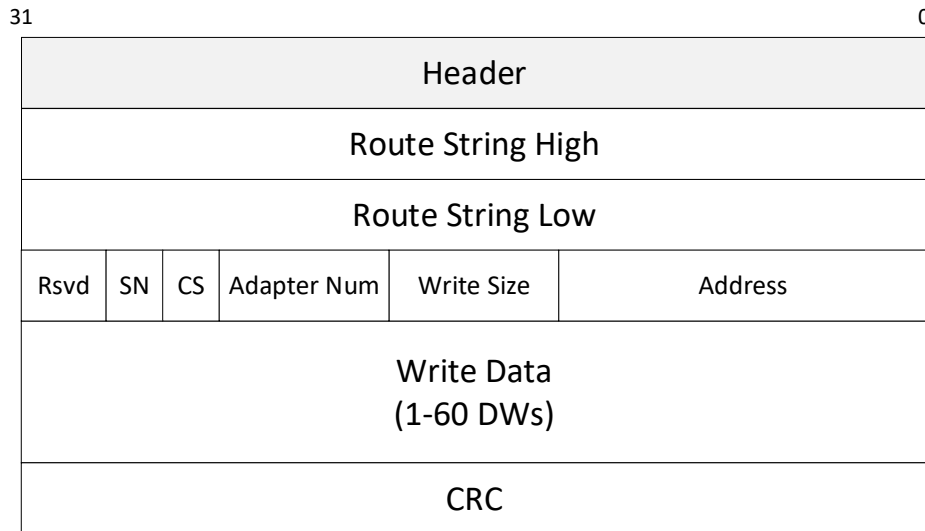 31 0
Header
Route String High
Route String Low
Rsvd SN CS Adapter Num Write Size Address
Write Data
(1-60 DWs)
CRC